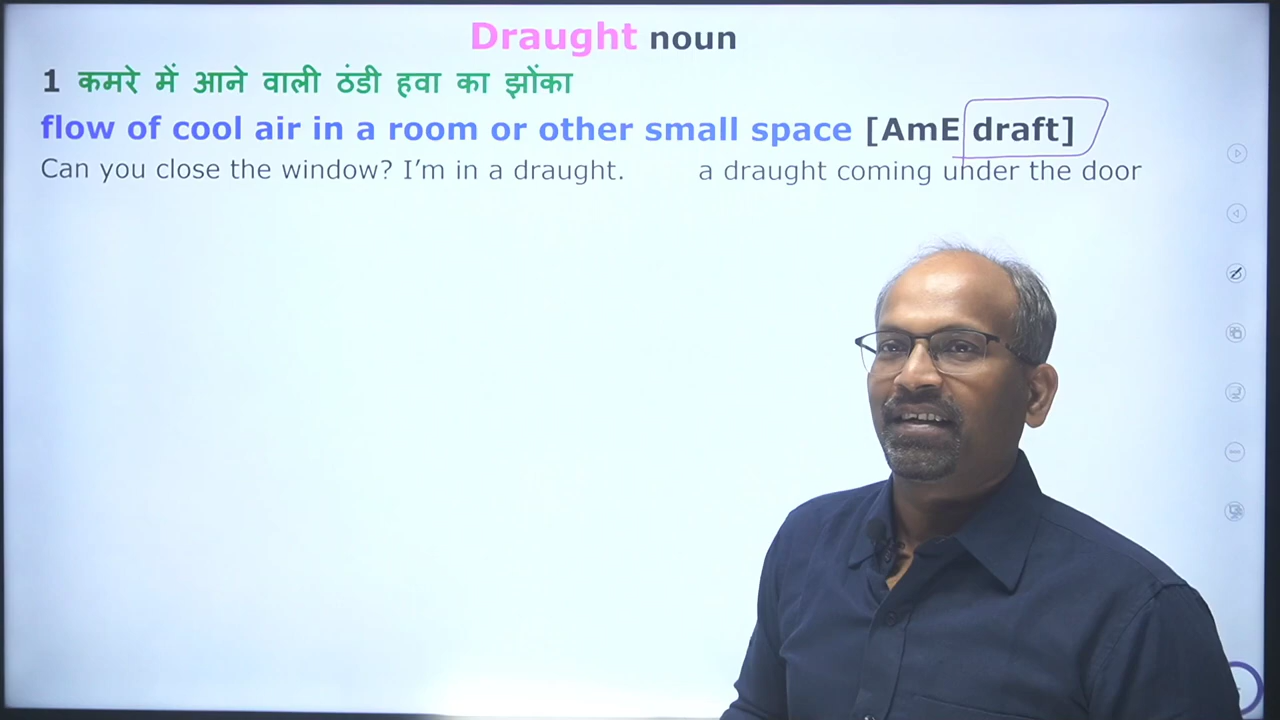 Draught noun
1 कमरे में आने वाली ठंडी हवा का झोंका
flow of cool air in a room or other small space [AmE draft]
Can you close the window? I’m in a draught. a draught coming under the door